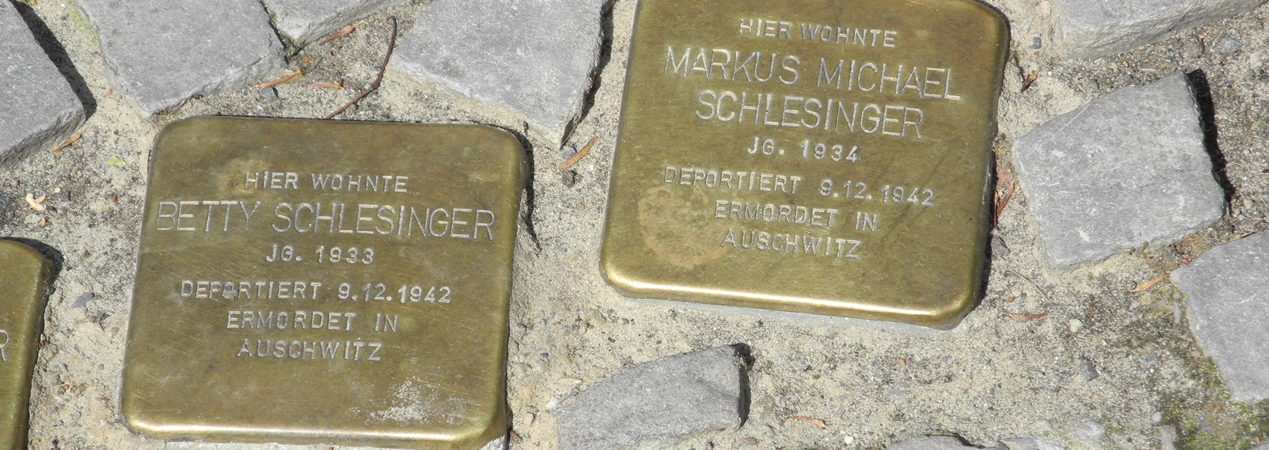 HIER WOHNTE
BETTY SCHLESINGER
JG. 1933
DEPORTIERT 9.12.1942
ERMORDET IN
AUSCHWITZ
HIER WOHNTE
MARKUS MICHAEL
SCHLESINGER
JG. 1934
DEPORTIERT 9.12.1942
ERMORDET IN
AUSCHWITZ